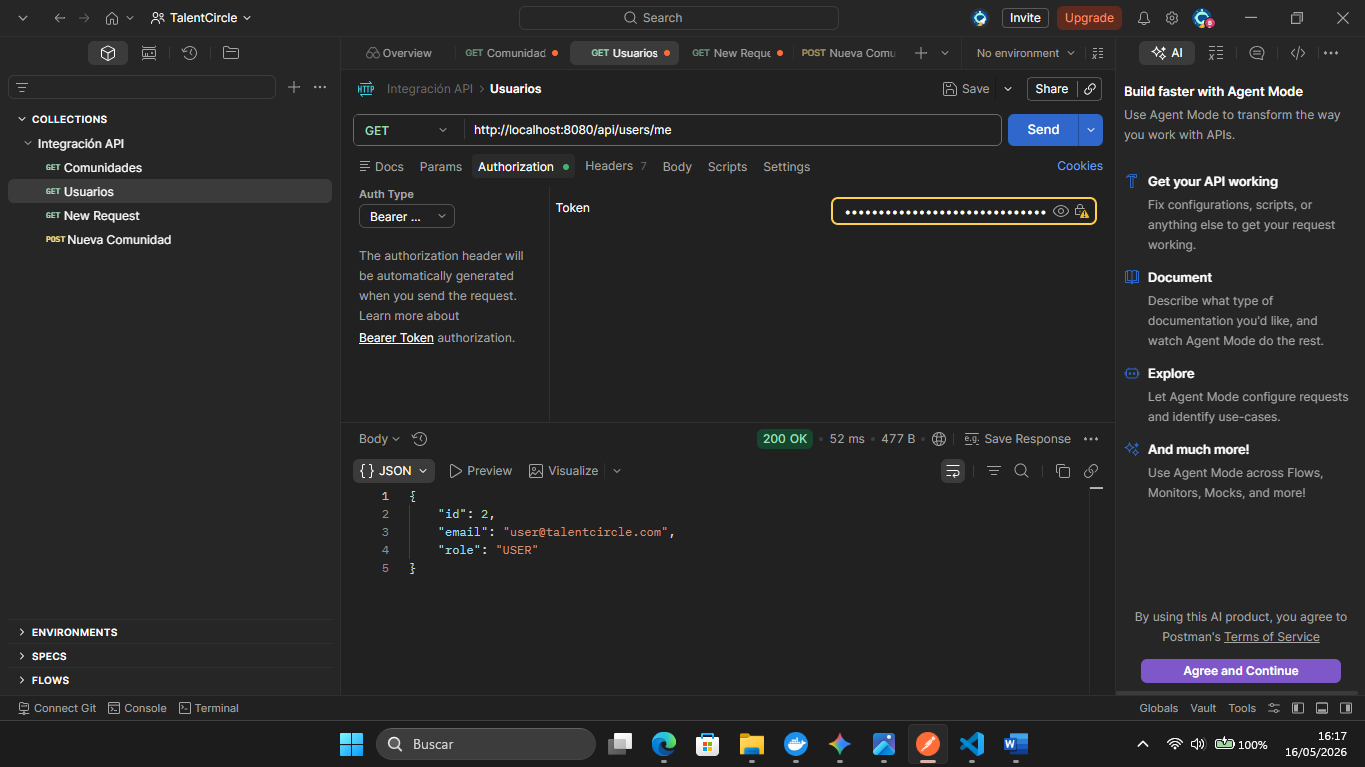 TalentCircle
Search
Invite
Upgrade
Overview
GET Comunidad
GET Usuarios
GET New Reque
POST Nueva Comu
No environment
AI
Integración API > Usuarios
Save
Share
COLLECTIONS
Integración API
GET Comunidades
GET Usuarios
GET New Request
POST Nueva Comunidad
ENVIRONMENTS
SPECS
FLOWS
HTTP
GET
http://localhost:8080/api/users/me
Send
Docs
Params
Authorization
Headers 7
Body
Scripts
Settings
Cookies
Auth Type
Bearer ...
The authorization header will
be automatically generated
when you send the request.
Learn more about
Bearer Token authorization.
Token
Body
200 OK
52 ms
477 B
e.g. Save Response
{ } JSON
Preview
Visualize
1 {
2 "id": 2,
3 "email": "user@talentcircle.com",
4 "role": "USER"
5 }
Build faster with Agent Mode
Use Agent Mode to transform the way
you work with APIs.
Get your API working
Fix configurations, scripts, or
anything else to get your request
working.
Document
Describe what type of
documentation you'd like, and
watch Agent Mode do the rest.
Explore
Let Agent Mode configure requests
and identify use-cases.
And much more!
Use Agent Mode across Flows,
Monitors, Mocks, and more!
By using this AI product, you agree to
Postman's Terms of Service
Agree and Continue
Connect Git
Console
Terminal
Globals
Vault
Tools
Buscar
100%
16:17
16/05/2026